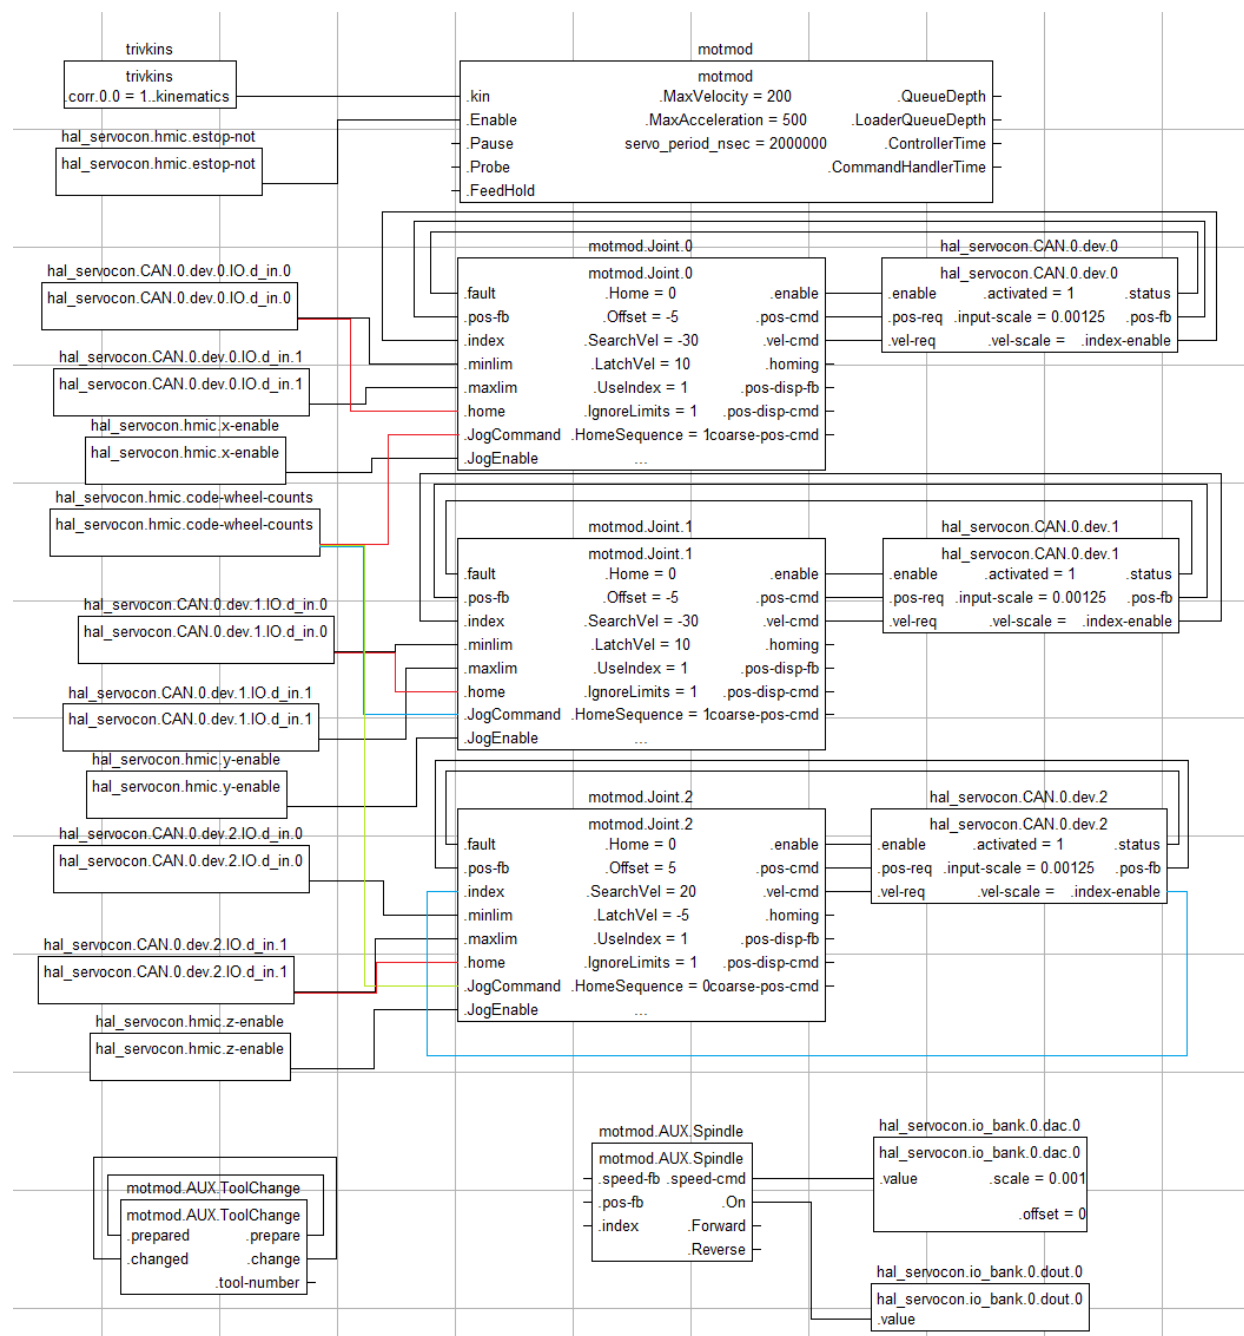 trivkins
trivkins
.corr.0.0 = 1..kinematics
motmod
motmod
.kin .MaxVelocity = 200 .QueueDepth
.Enable .MaxAcceleration = 500 .LoaderQueueDepth
.Pause servo_period_nsec = 2000000 .ControllerTime
.Probe .CommandHandlerTime
.FeedHold
hal_servocon.hmic.estop-not
hal_servocon.hmic.estop-not
hal_servocon.CAN.0.dev.0.IO.d_in.0
hal_servocon.CAN.0.dev.0.IO.d_in.0
hal_servocon.CAN.0.dev.0.IO.d_in.1
hal_servocon.CAN.0.dev.0.IO.d_in.1
hal_servocon.hmic.x-enable
hal_servocon.hmic.x-enable
motmod.Joint.0
motmod.Joint.0
.fault .Home = 0 .enable
.pos-fb .Offset = -5 .pos-cmd
.index .SearchVel = -30 .vel-cmd
.minlim .LatchVel = 10 .homing
.maxlim .UseIndex = 1 .pos-disp-fb
.home .IgnoreLimits = 1 .pos-disp-cmd
.JogCommand .HomeSequence = 1coarse-pos-cmd
.JogEnable ...
hal_servocon.CAN.0.dev.0
hal_servocon.CAN.0.dev.0
.enable .activated = 1 .status
.pos-req .input-scale = 0.00125 .pos-fb
.vel-req .vel-scale = .index-enable
hal_servocon.hmic.code-wheel-counts
hal_servocon.hmic.code-wheel-counts
hal_servocon.CAN.0.dev.1.IO.d_in.0
hal_servocon.CAN.0.dev.1.IO.d_in.0
hal_servocon.CAN.0.dev.1.IO.d_in.1
hal_servocon.CAN.0.dev.1.IO.d_in.1
hal_servocon.hmic.y-enable
hal_servocon.hmic.y-enable
motmod.Joint.1
motmod.Joint.1
.fault .Home = 0 .enable
.pos-fb .Offset = -5 .pos-cmd
.index .SearchVel = -30 .vel-cmd
.minlim .LatchVel = 10 .homing
.maxlim .UseIndex = 1 .pos-disp-fb
.home .IgnoreLimits = 1 .pos-disp-cmd
.JogCommand .HomeSequence = 1coarse-pos-cmd
.JogEnable ...
hal_servocon.CAN.0.dev.1
hal_servocon.CAN.0.dev.1
.enable .activated = 1 .status
.pos-req .input-scale = 0.00125 .pos-fb
.vel-req .vel-scale = .index-enable
hal_servocon.CAN.0.dev.2.IO.d_in.0
hal_servocon.CAN.0.dev.2.IO.d_in.0
hal_servocon.CAN.0.dev.2.IO.d_in.1
hal_servocon.CAN.0.dev.2.IO.d_in.1
hal_servocon.hmic.z-enable
hal_servocon.hmic.z-enable
motmod.Joint.2
motmod.Joint.2
.fault .Home = 0 .enable
.pos-fb .Offset = 5 .pos-cmd
.index .SearchVel = 20 .vel-cmd
.minlim .LatchVel = -5 .homing
.maxlim .UseIndex = 1 .pos-disp-fb
.home .IgnoreLimits = 1 .pos-disp-cmd
.JogCommand .HomeSequence = 0coarse-pos-cmd
.JogEnable ...
hal_servocon.CAN.0.dev.2
hal_servocon.CAN.0.dev.2
.enable .activated = 1 .status
.pos-req .input-scale = 0.00125 .pos-fb
.vel-req .vel-scale = .index-enable
motmod.AUX.ToolChange
motmod.AUX.ToolChange
.prepared .prepare
.changed .change
.tool-number
motmod.AUX.Spindle
motmod.AUX.Spindle
.speed-fb .speed-cmd
.pos-fb .On
.index .Forward
.Reverse
hal_servocon.io_bank.0.dac.0
hal_servocon.io_bank.0.dac.0
.value .scale = 0.001
.offset = 0
hal_servocon.io_bank.0.dout.0
hal_servocon.io_bank.0.dout.0
.value